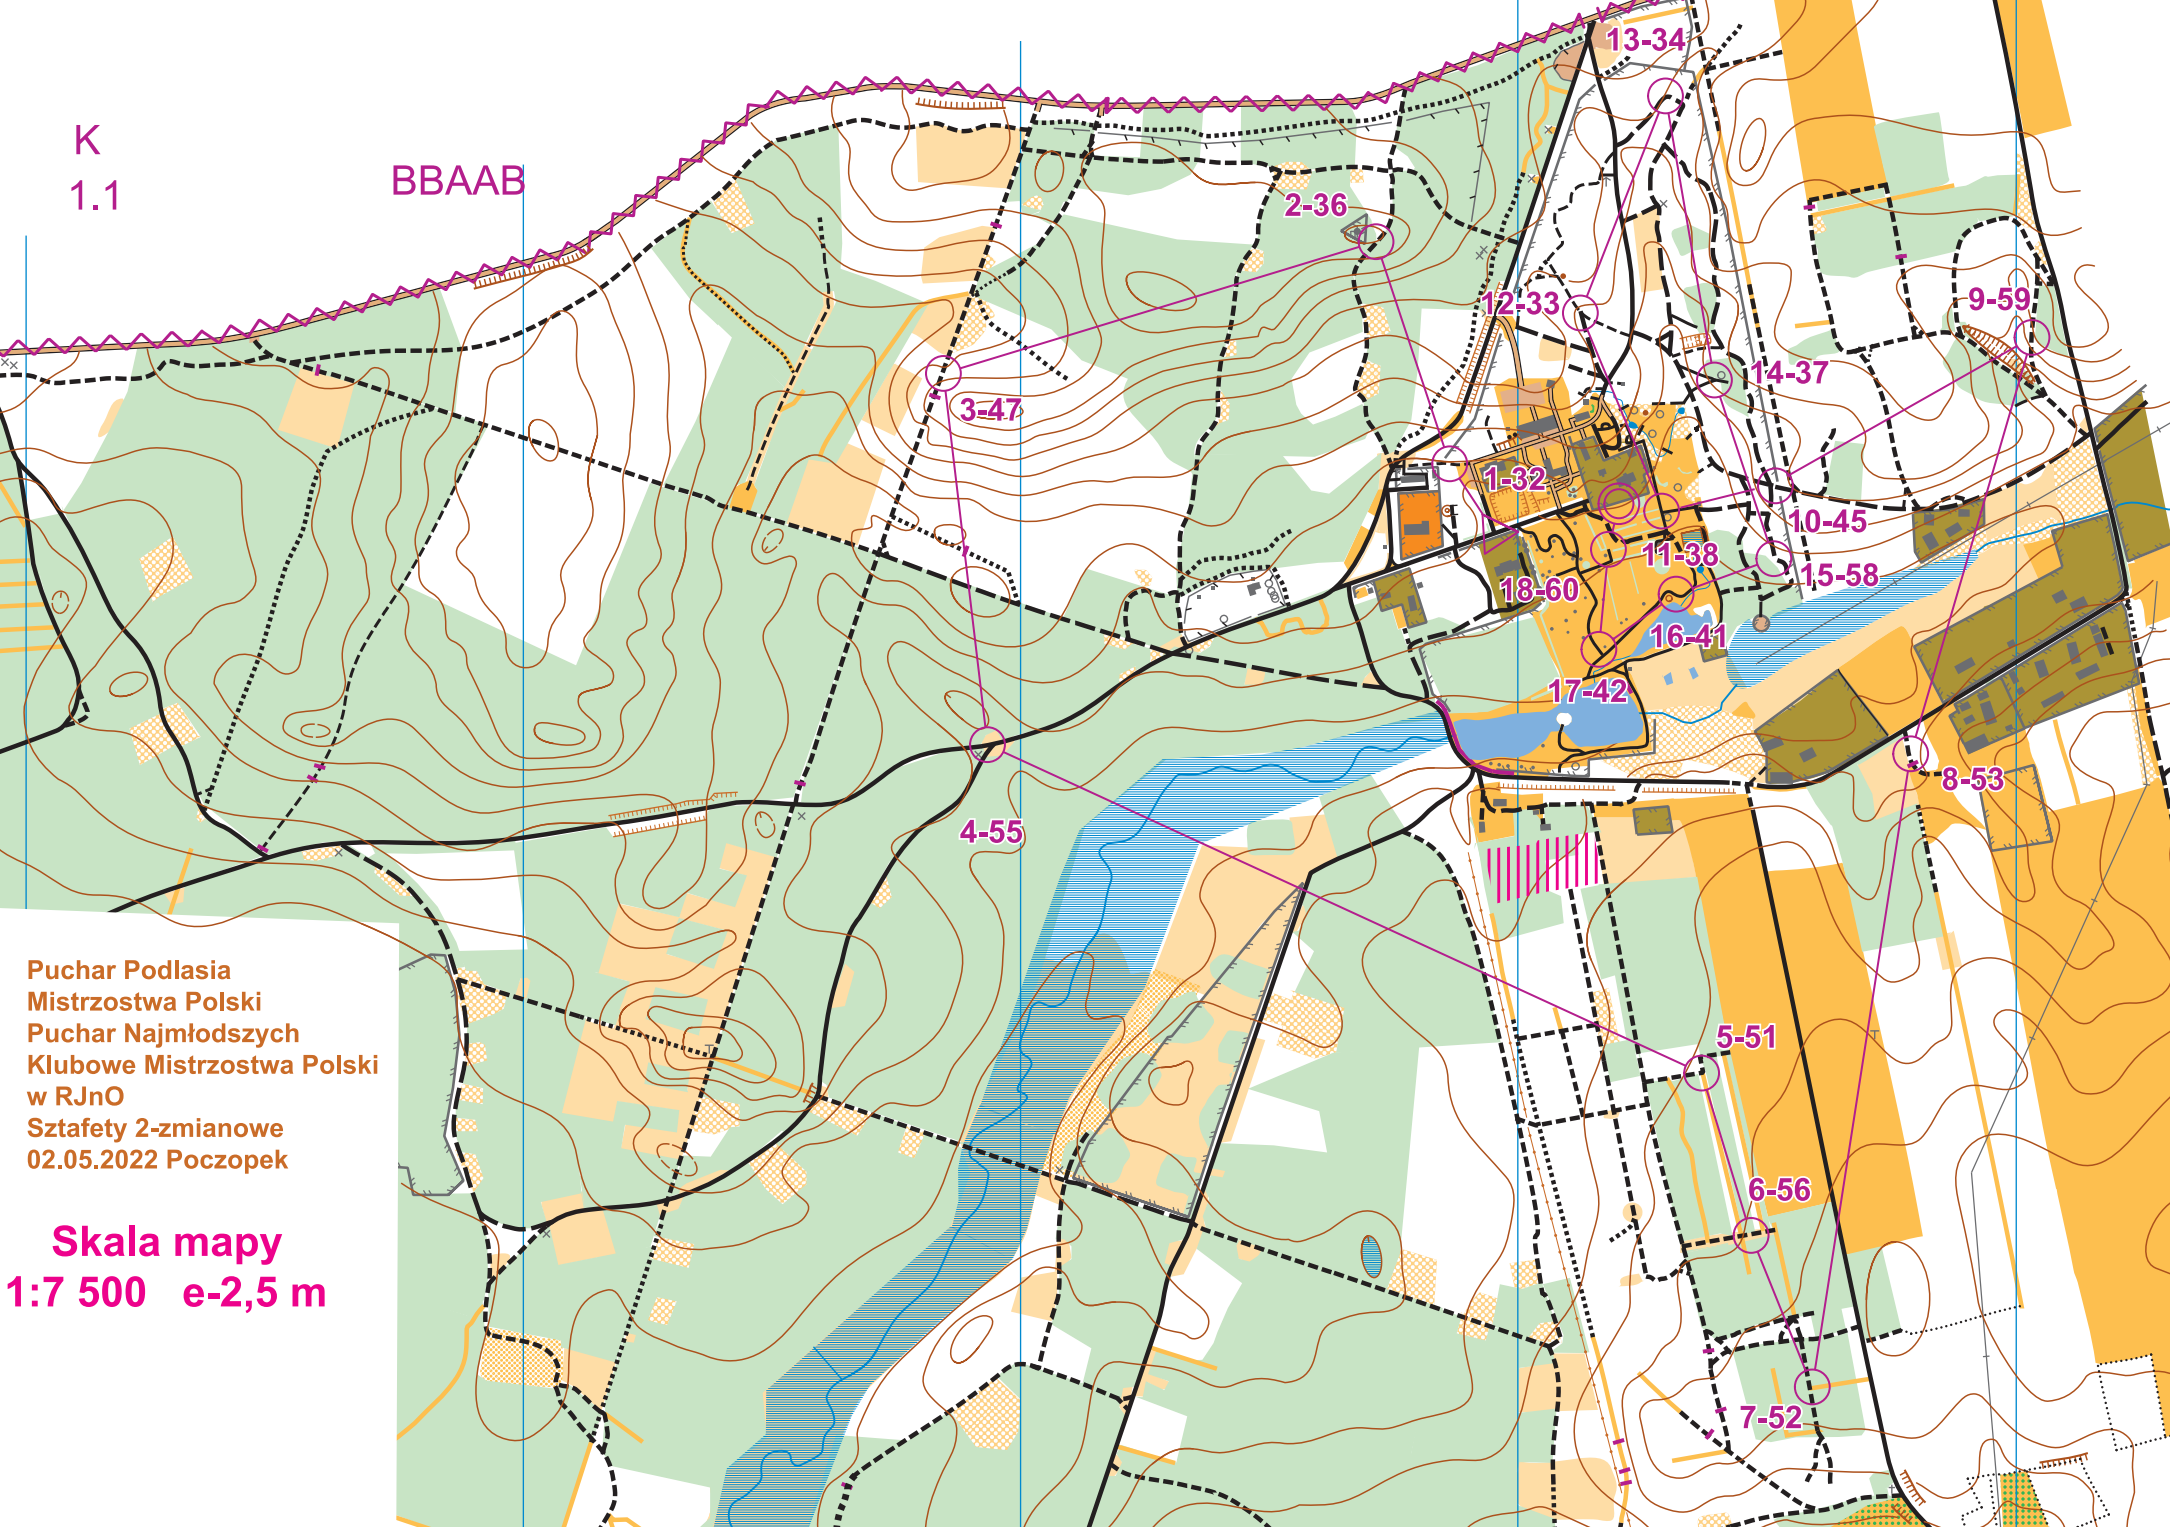 K
1.1
BBAAB
13-34
2-36
12-33
9-59
14-37
3-47
1-32
10-45
11-38
15-58
18-60
16-41
17-42
8-53
4-55
Puchar Podlasia
Mistrzostwa Polski
Puchar Najmłodszych
Klubowe Mistrzostwa Polski
w RJnO
Sztafety 2-zmianowe
02.05.2022 Poczopek
5-51
6-56
Skala mapy
1:7 500 e-2,5 m
7-52